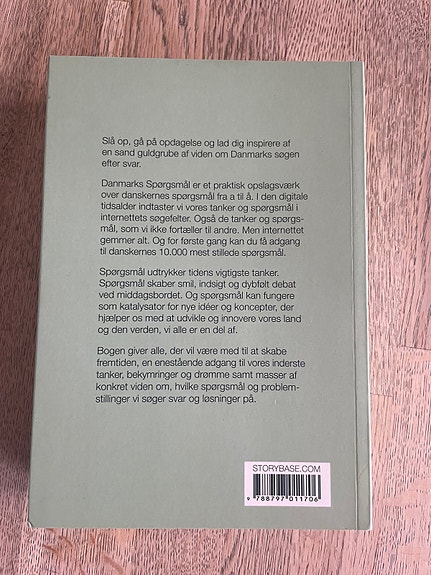 Slå op, gå på opdagelse og lad dig inspirere af
en sand guldgrube af viden om Danmarks søgen
efter svar.
Danmarks Spørgsmål er et praktisk opslagsværk
over danskernes spørgsmål fra a til å. I den digitale
tidsalder indtaster vi vores tanker og spørgsmål i
internettets søgefelter. Også de tanker og spørgs-
mål, som vi ikke fortæller til andre. Men internettet
gemmer alt. Og for første gang kan du få adgang
til danskernes 10.000 mest stillede spørgsmål.
Spørgsmål udtrykker tidens vigtigste tanker.
Spørgsmål skaber smil, indsigt og dybfølt debat
ved middagsbordet. Og spørgsmål kan fungere
som katalysator for nye idéer og koncepter, der
hjælper os med at udvikle og innovere vores land
og den verden, vi alle er en del af.
Bogen giver alle, der vil være med til at skabe
fremtiden, en enestående adgang til vores inderste
tanker, bekymringer og drømme samt masser af
konkret viden om, hvilke spørgsmål og problem-
stillinger vi søger svar og løsninger på.
STORYBASE.COM
9 788797 011706